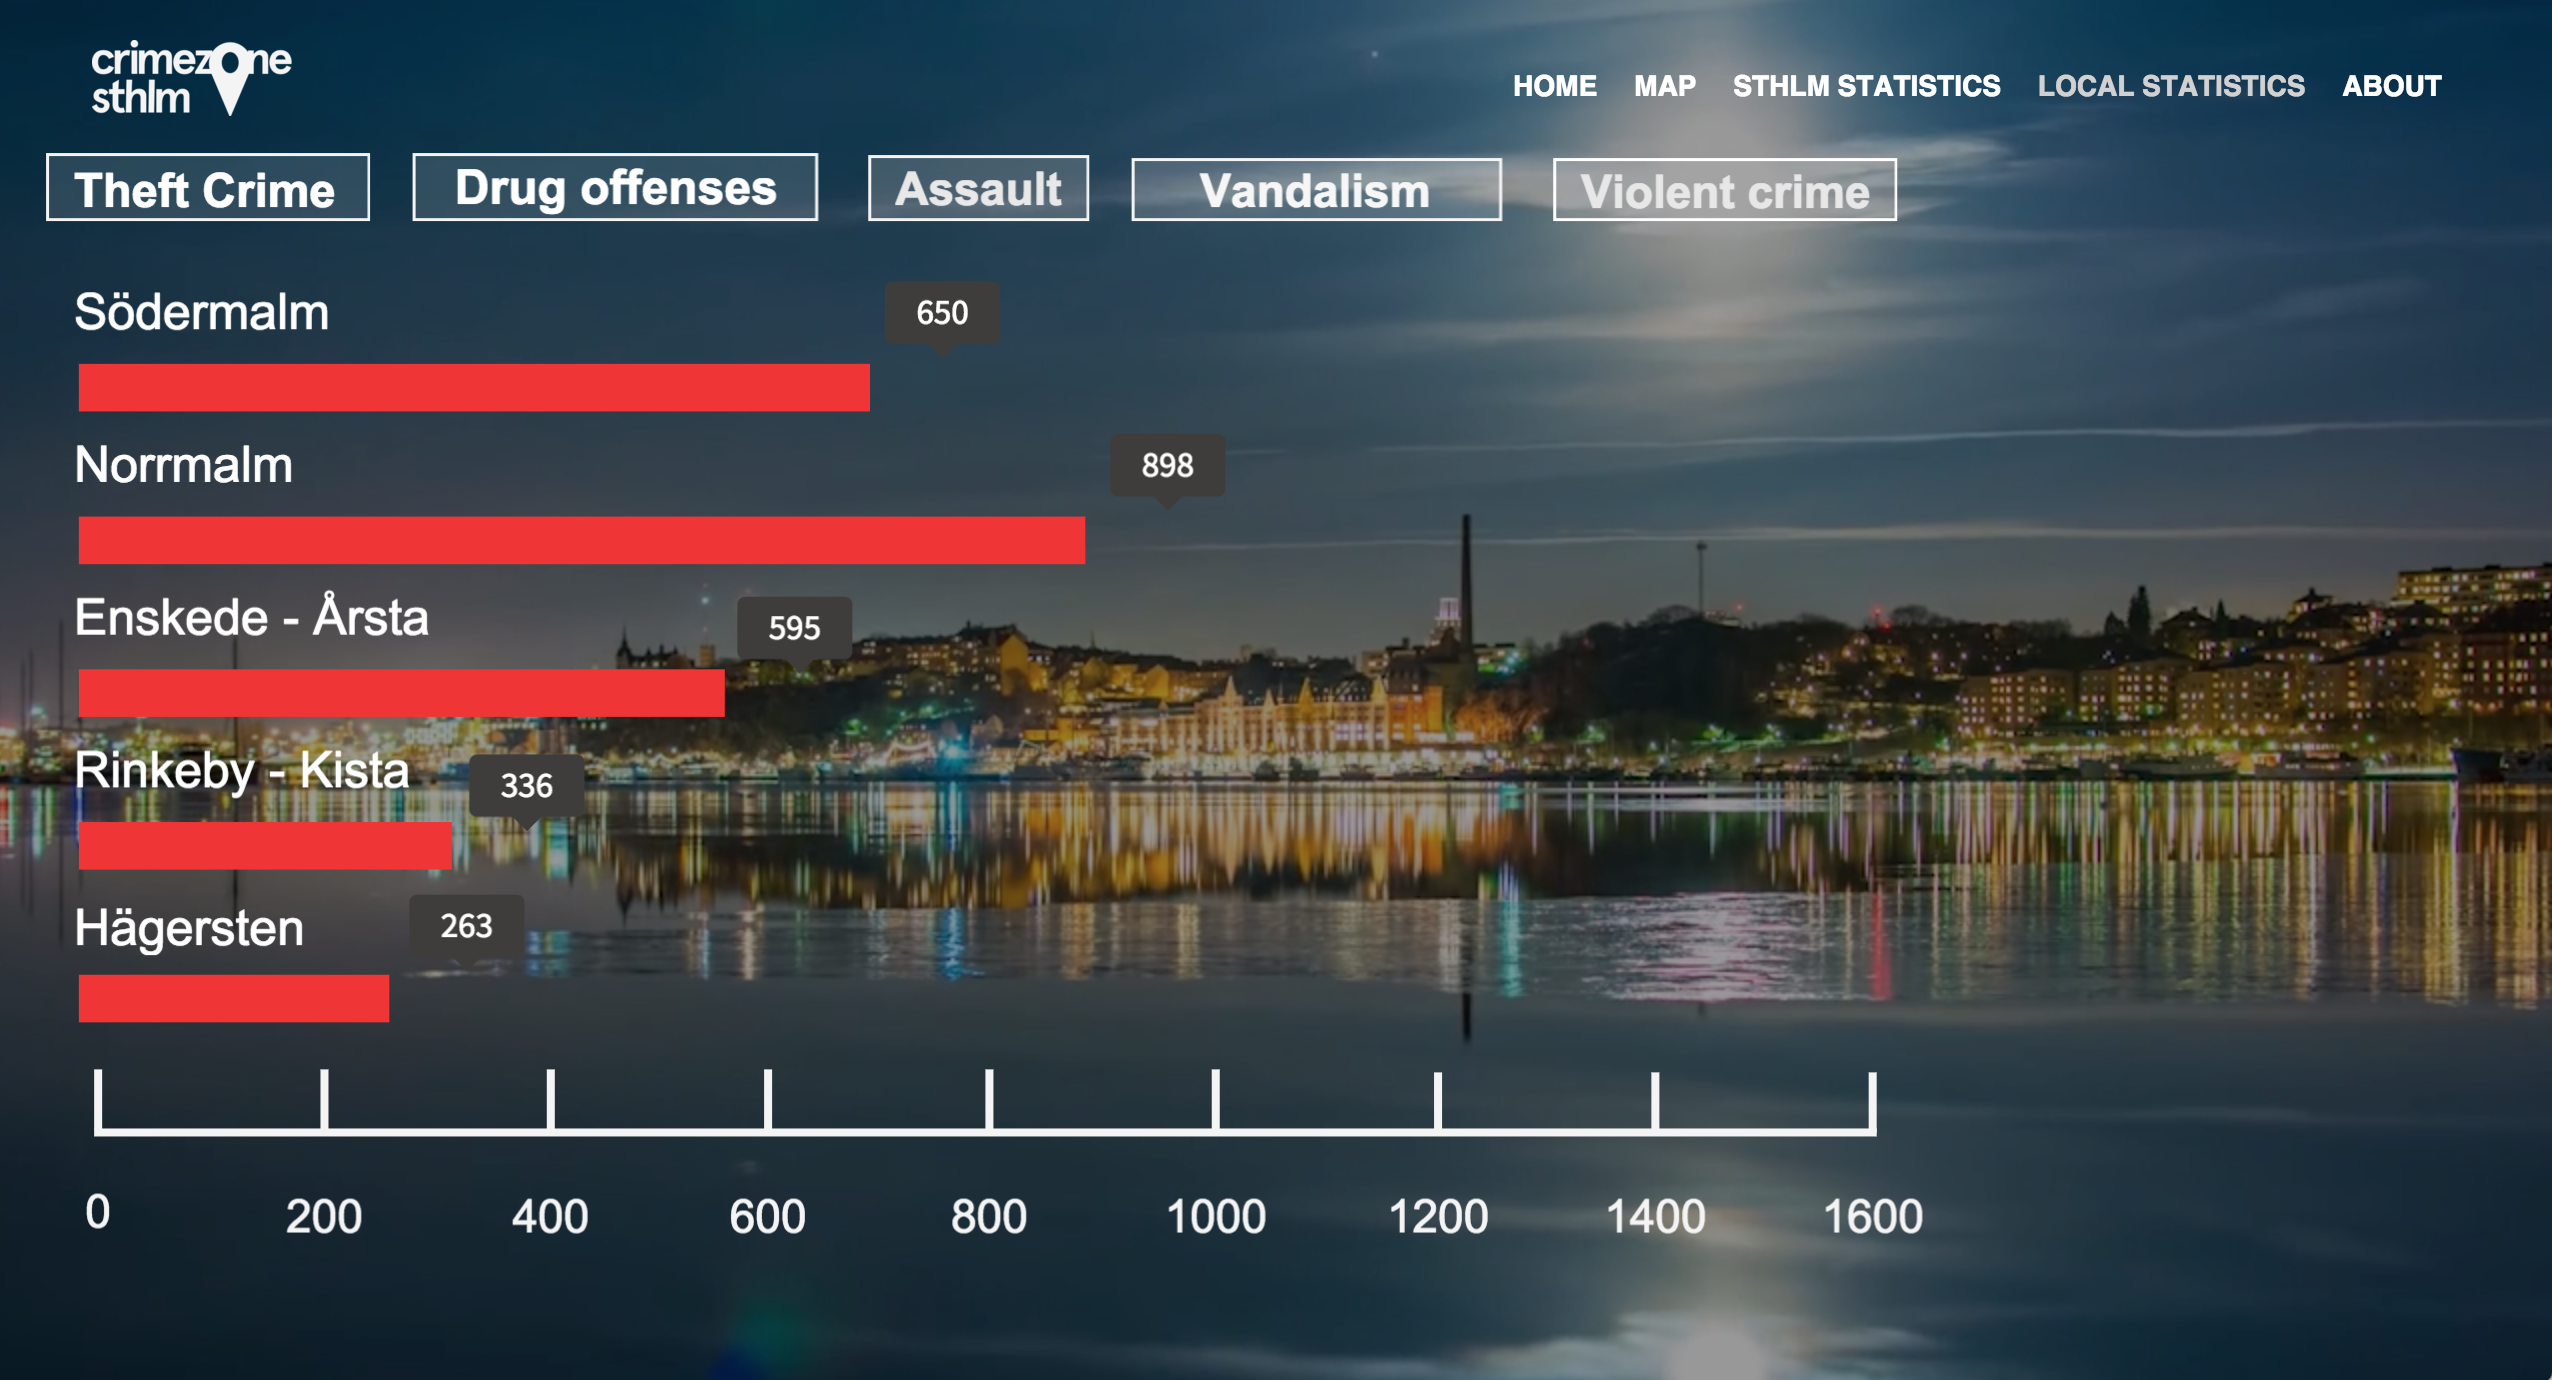 crimezone
sthlm
HOME MAP STHLM STATISTICS LOCAL STATISTICS ABOUT
Theft Crime Drug offenses Assault Vandalism Violent crime
Södermalm 650
Norrmalm 898
Enskede - Årsta 595
Rinkeby - Kista 336
Hägersten 263
0 200 400 600 800 1000 1200 1400 1600